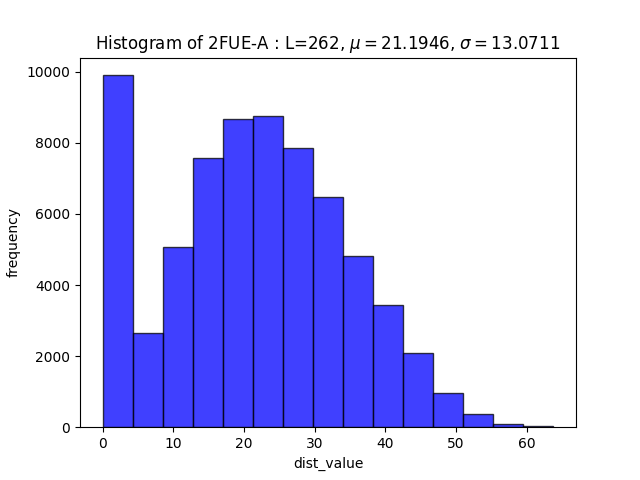 Histogram of 2FUE-A : L=262, μ = 21.1946, σ = 13.0711
10000
8000
6000
4000
2000
0
frequency
0 10 20 30 40 50 60
dist_value